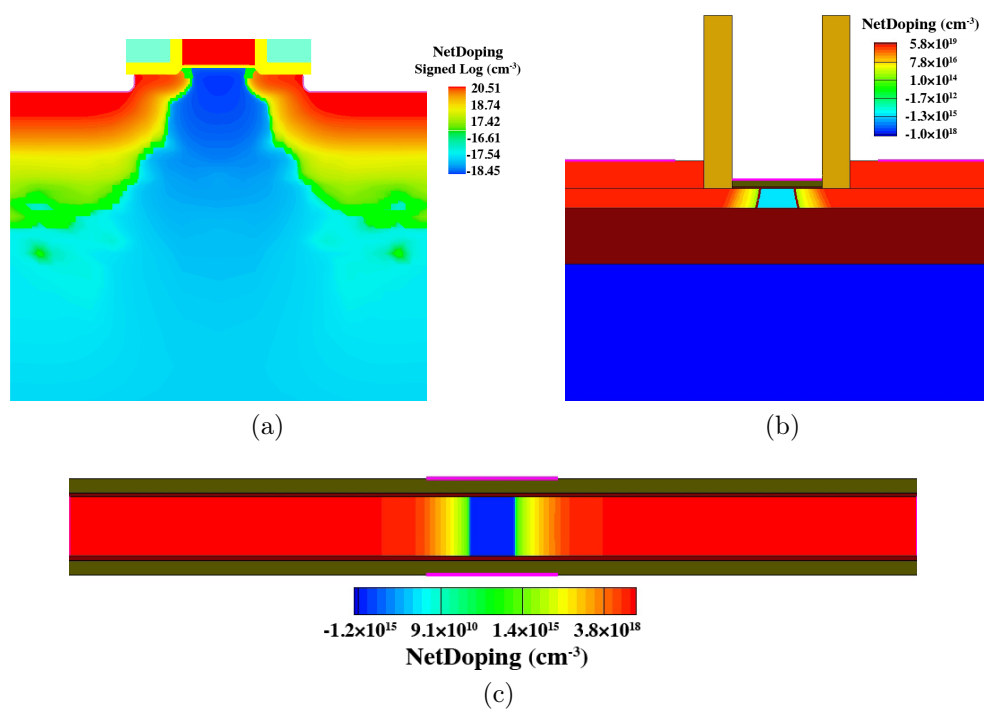 NetDoping
Signed Log (cm⁻³)
20.51
18.74
17.42
-16.61
-17.54
-18.45
(a)
NetDoping (cm⁻³)
5.8×10¹⁹
7.8×10¹⁶
1.0×10¹⁴
-1.7×10¹²
-1.3×10¹⁵
-1.0×10¹⁸
(b)
-1.2×10¹⁵ 9.1×10¹⁰ 1.4×10¹⁵ 3.8×10¹⁸
NetDoping (cm⁻³)
(c)